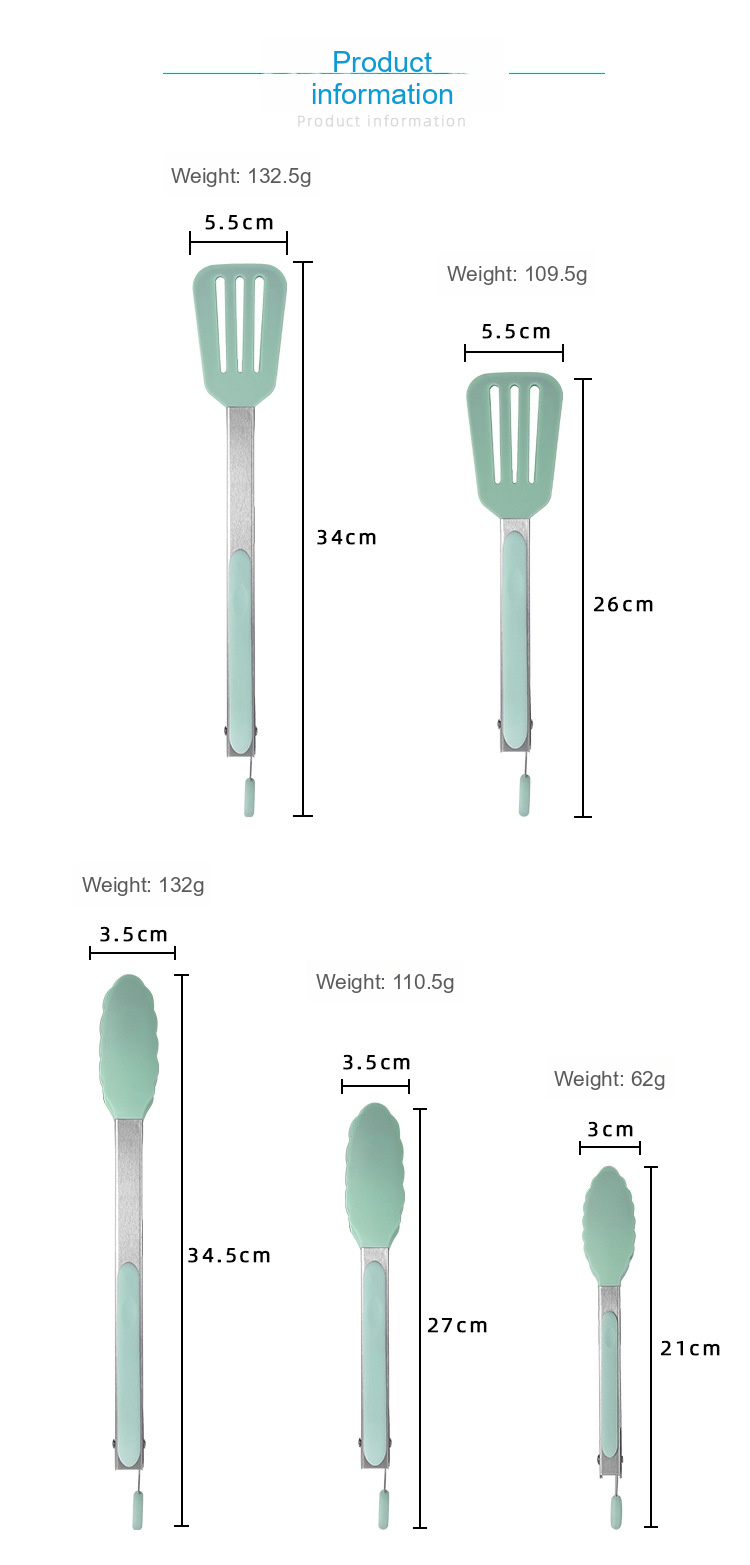 Product
information
Product information
Weight: 132.5g
5.5cm
34cm
Weight: 109.5g
5.5cm
26cm
Weight: 132g
3.5cm
34.5cm
Weight: 110.5g
3.5cm
27cm
Weight: 62g
3cm
21cm